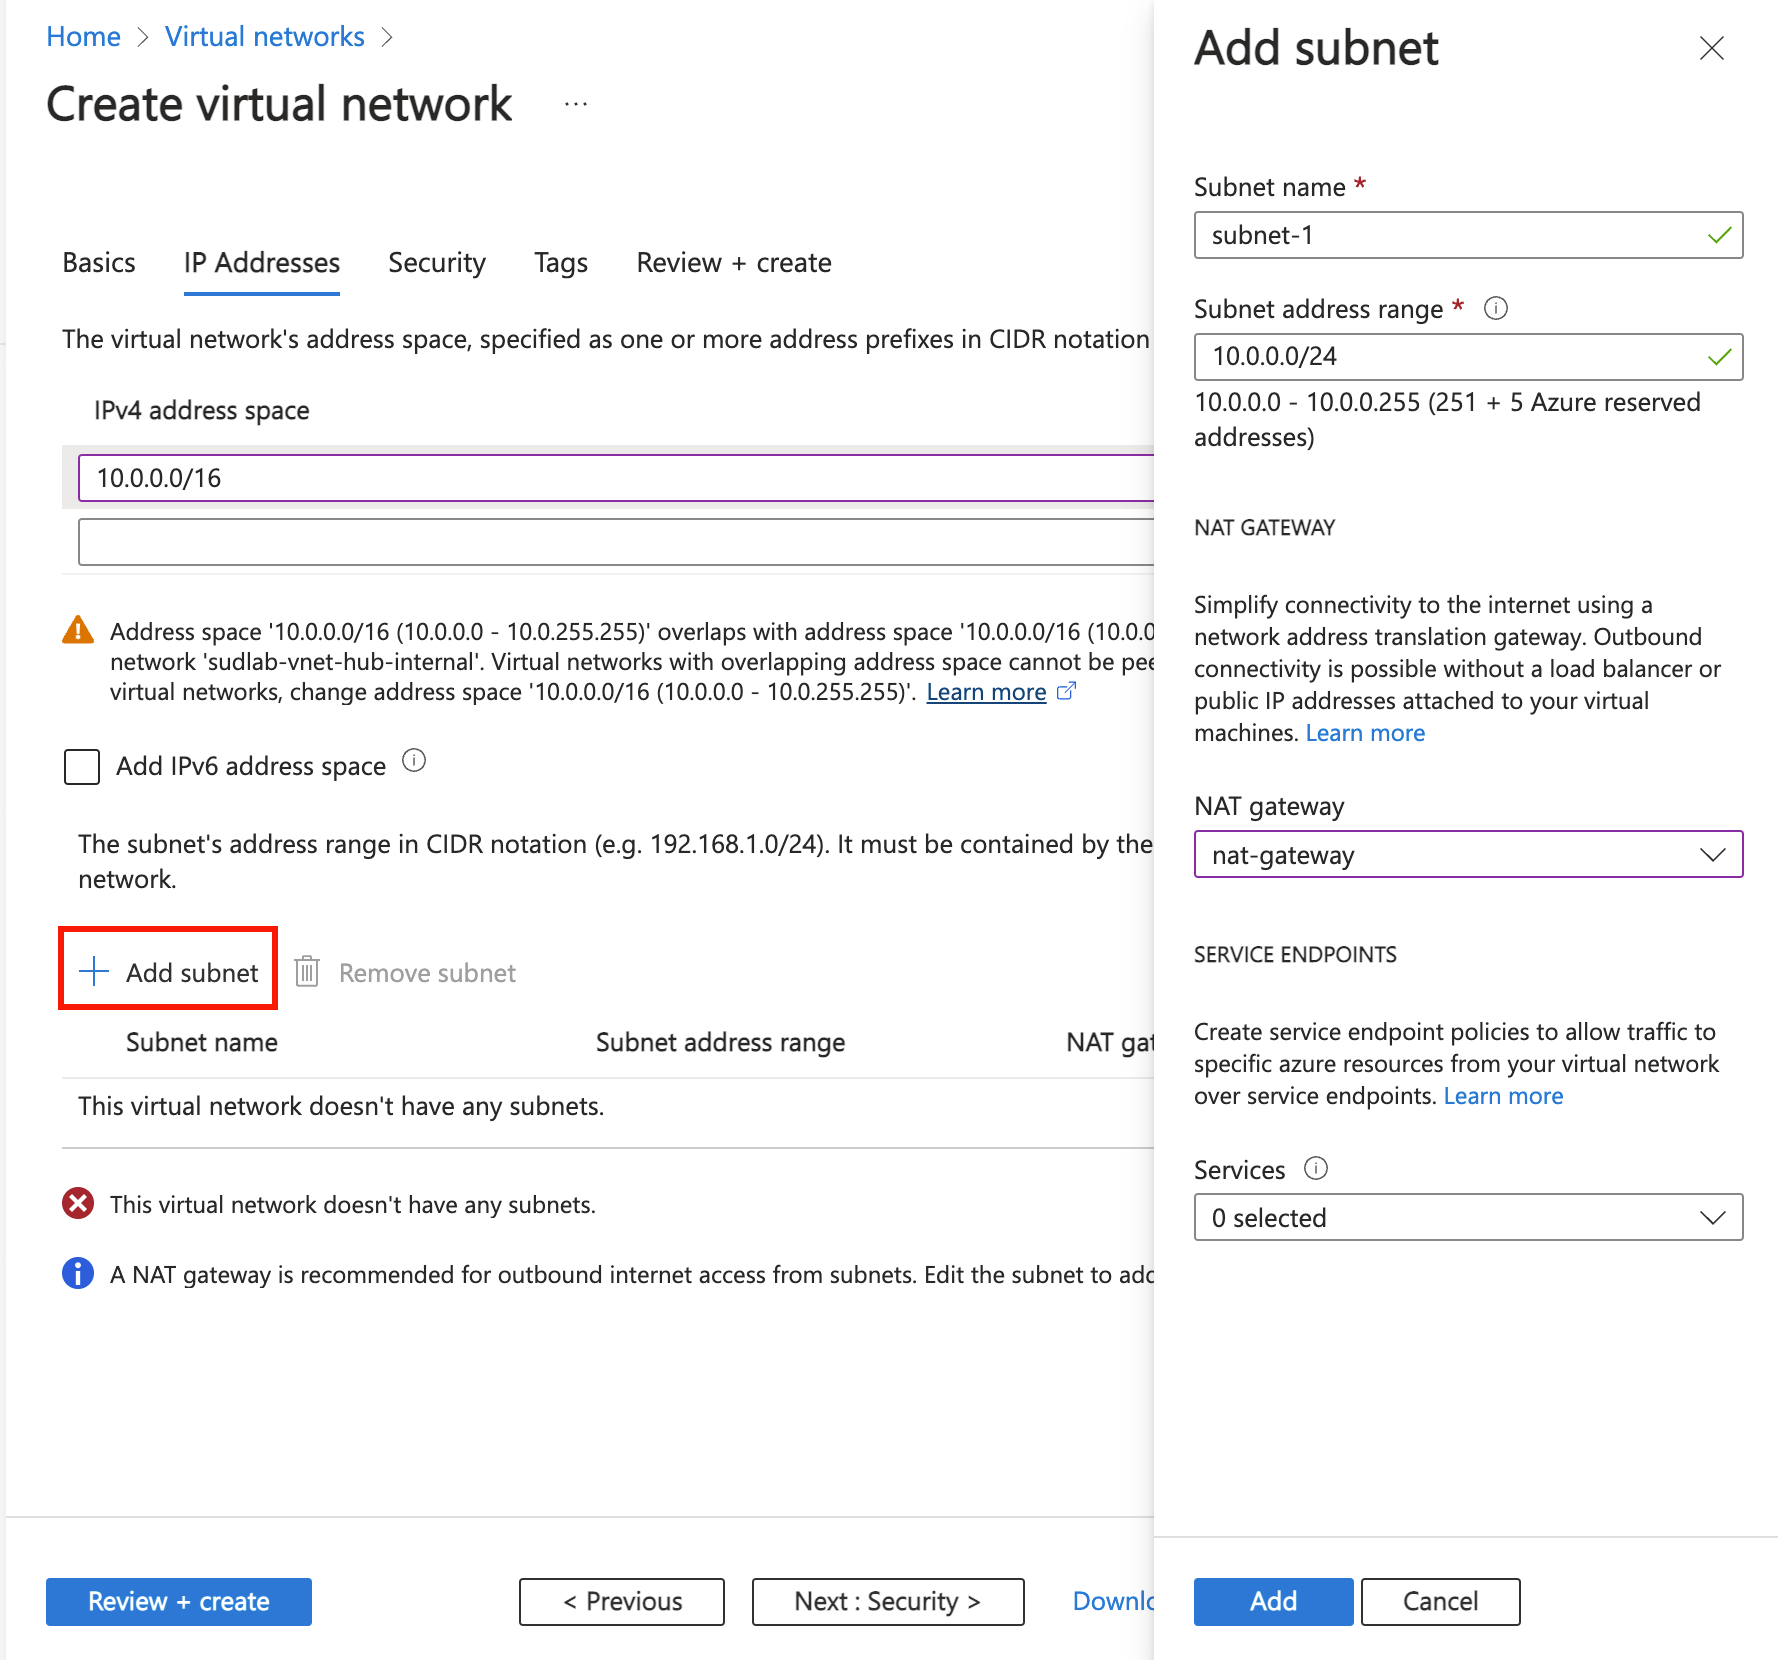 Home > Virtual networks >
Create virtual network ...
Basics IP Addresses Security Tags Review + create
The virtual network's address space, specified as one or more address prefixes in CIDR notation
IPv4 address space
10.0.0.0/16
Address space '10.0.0.0/16 (10.0.0.0 - 10.0.255.255)' overlaps with address space '10.0.0.0/16 (10.0.0
network 'sudlab-vnet-hub-internal'. Virtual networks with overlapping address space cannot be pee
virtual networks, change address space '10.0.0.0/16 (10.0.0.0 - 10.0.255.255)'. Learn more
Add IPv6 address space
The subnet's address range in CIDR notation (e.g. 192.168.1.0/24). It must be contained by the
network.
Add subnet Remove subnet
Subnet name Subnet address range NAT gat
This virtual network doesn't have any subnets.
This virtual network doesn't have any subnets.
A NAT gateway is recommended for outbound internet access from subnets. Edit the subnet to add
Review + create < Previous Next : Security > Downlo
Add subnet
Subnet name *
subnet-1
Subnet address range *
10.0.0.0/24
10.0.0.0 - 10.0.0.255 (251 + 5 Azure reserved
addresses)
NAT GATEWAY
Simplify connectivity to the internet using a
network address translation gateway. Outbound
connectivity is possible without a load balancer or
public IP addresses attached to your virtual
machines. Learn more
NAT gateway
nat-gateway
SERVICE ENDPOINTS
Create service endpoint policies to allow traffic to
specific azure resources from your virtual network
over service endpoints. Learn more
Services
0 selected
Add Cancel